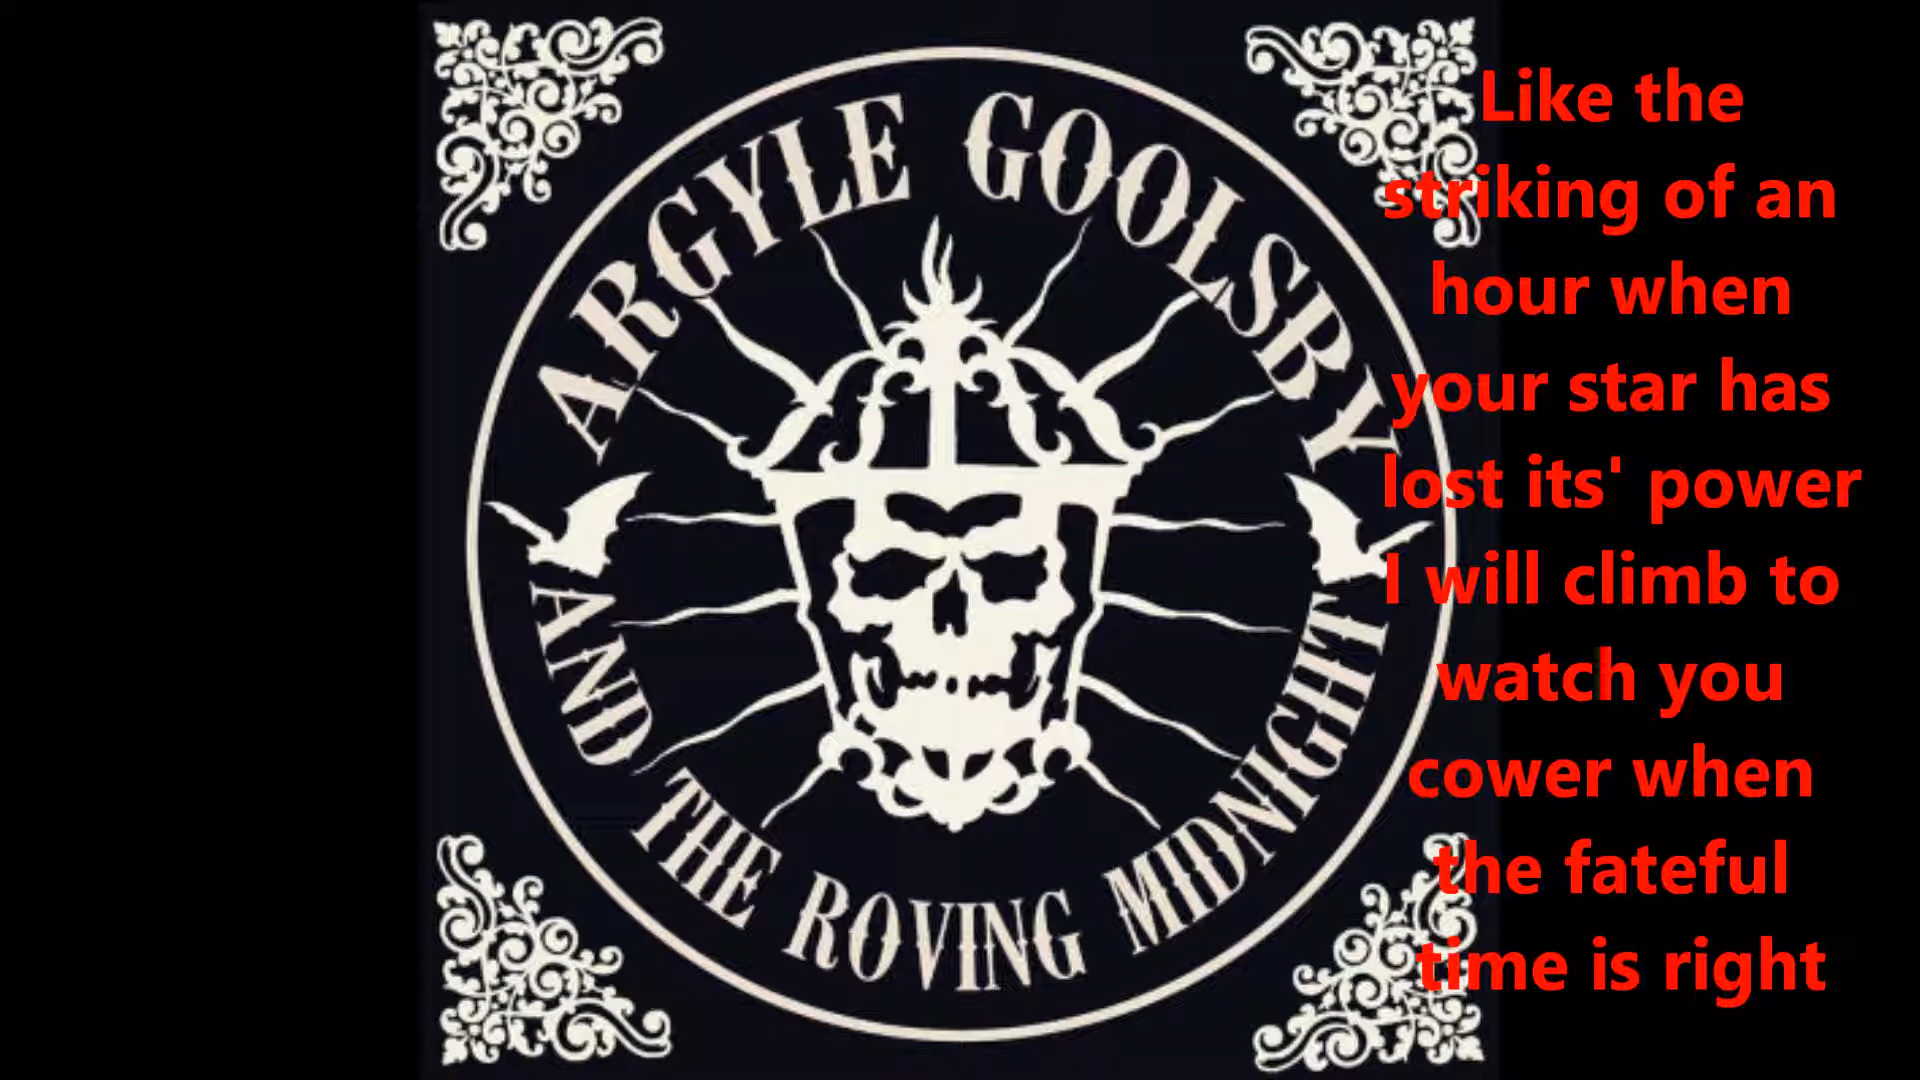 ARGYLE GOOLSBY
AND THE ROVING MIDNIGHT
Like the
striking of an
hour when
your star has
lost its' power
I will climb to
watch you
cower when
the fateful
time is right